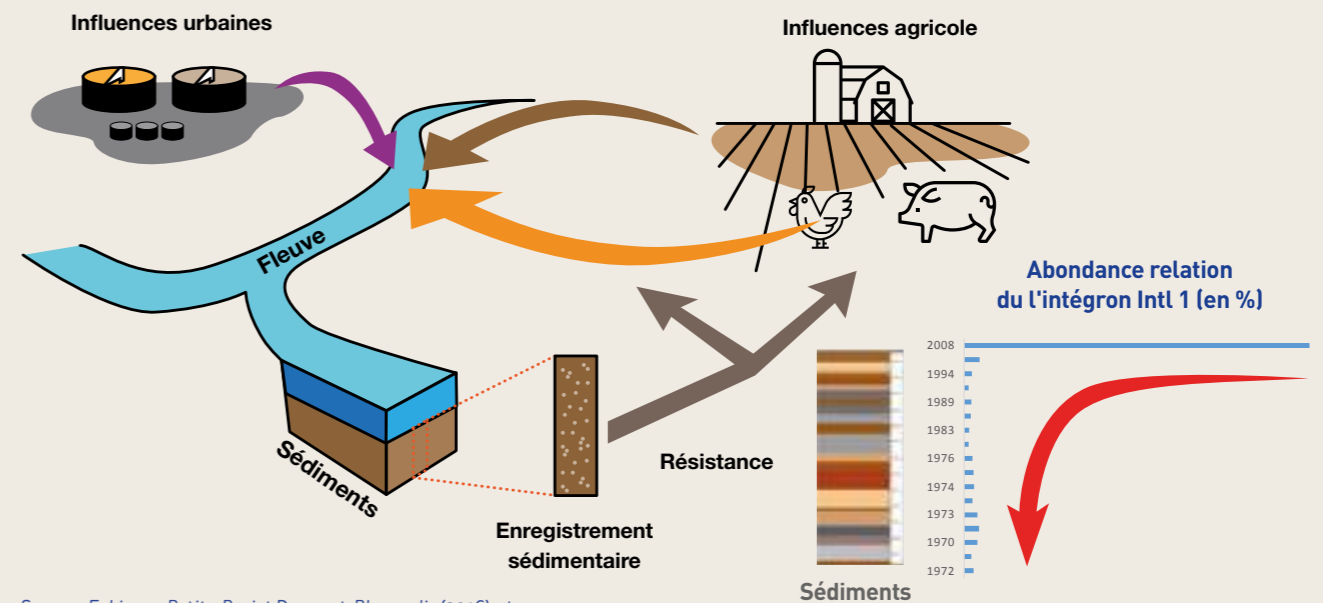 Influences urbaines
Influences agricole
Fleuve
Sédiments
Enregistrement
sédimentaire
Résistance
Abondance relation
du l'intégron Intl 1 (en %)
2008
1994
1989
1983
1976
1974
1973
1970
1972
Sédiments